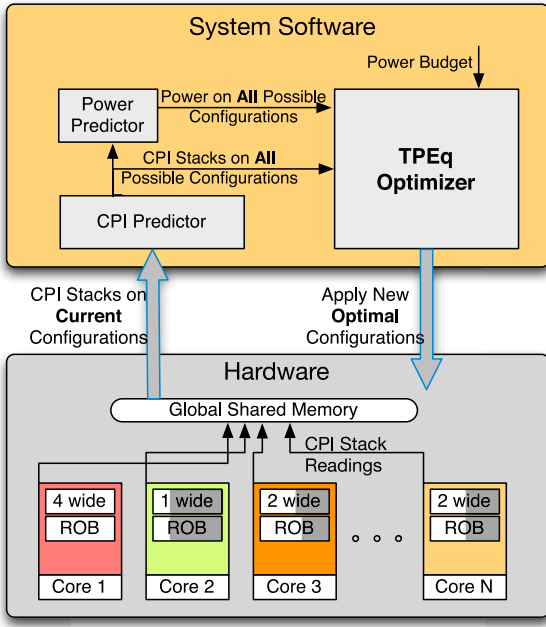 System Software
Power Budget
Power
Predictor
Power on All Possible
Configurations
TPEq
Optimizer
CPI Stacks on All
Possible Configurations
CPI Predictor
CPI Stacks on
Current
Configurations
Apply New
Optimal
Configurations
Hardware
Global Shared Memory
CPI Stack
Readings
4 wide
ROB
Core 1
1 wide
ROB
Core 2
2 wide
ROB
Core 3
2 wide
ROB
Core N